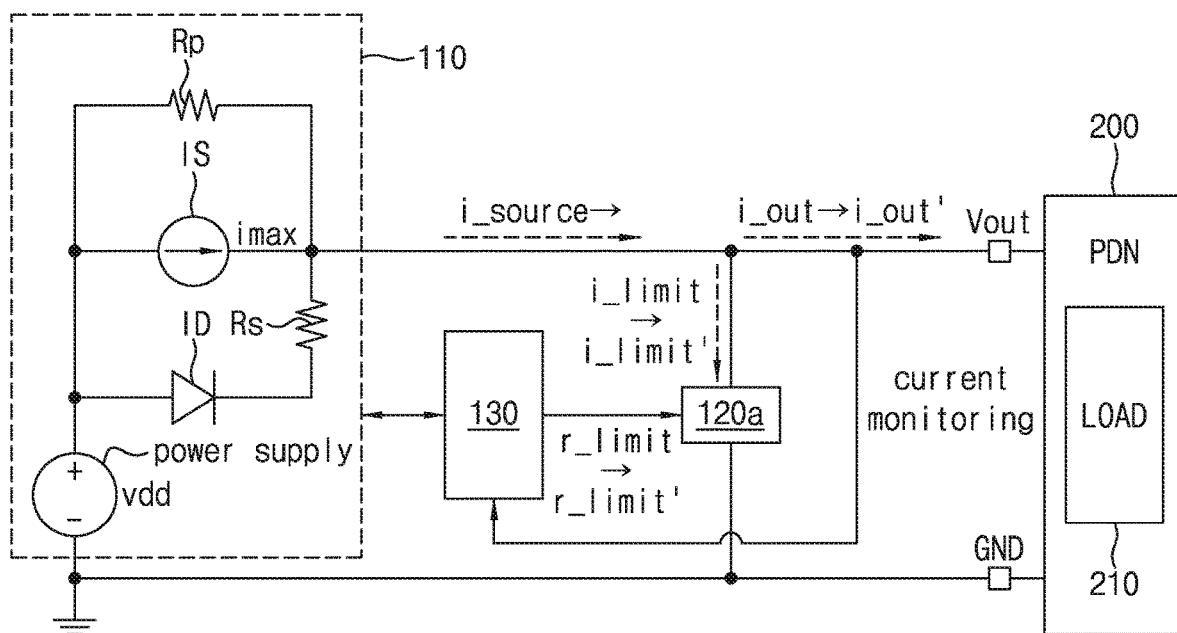 Rp
110
IS
imax
ID
Rs
power supply
+
vdd
-
i_source→
i_out→i_out'
i_limit
→
i_limit'
130
120a
r_limit
→
r_limit'
current
monitoring
Vout
GND
200
PDN
LOAD
210